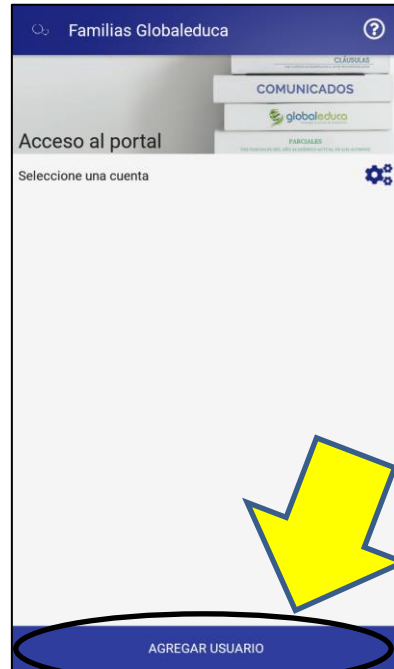 Familias Globaleduca
CLÁUSULAS
COMUNICADOS
globaleduca
Acceso al portal
PARCIALES
Seleccione una cuenta
AGREGAR USUARIO